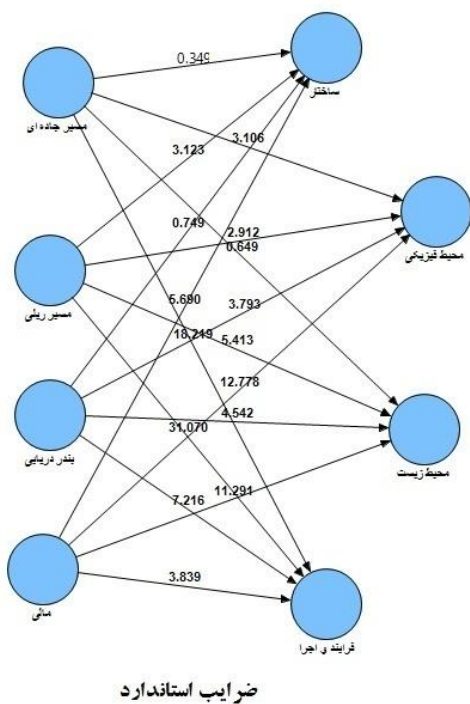 0.349
ساختار
مسیر جاده ای
3.123
3.106
0.749
2.912
0.649
محیط فیزیکی
مسیر ریلی
5.690
3.793
18.219
5.413
12.778
4.542
31.070
بندر دریایی
محیط زیست
7.216
11.291
3.839
مالی
فرایند و اجرا
ضرایب استاندارد